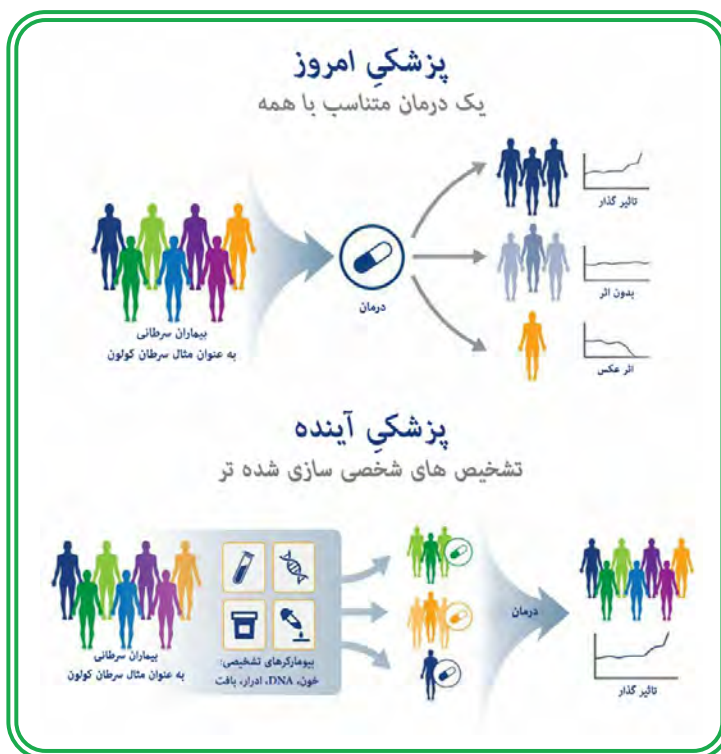 پزشکیِ امروز
یک درمان متناسب با همه
تاثیر گذار
بدون اثر
درمان
بیماران سرطانی
به عنوان مثال سرطان کولون
اثر عکس
پزشکیِ آینده
تشخیص های شخصی سازی شده تر
درمان
بیماران سرطانی
به عنوان مثال سرطان کولون
بیومارکرهای تشخیصی:
خون، DNA، ادرار، بافت
تاثیر گذار